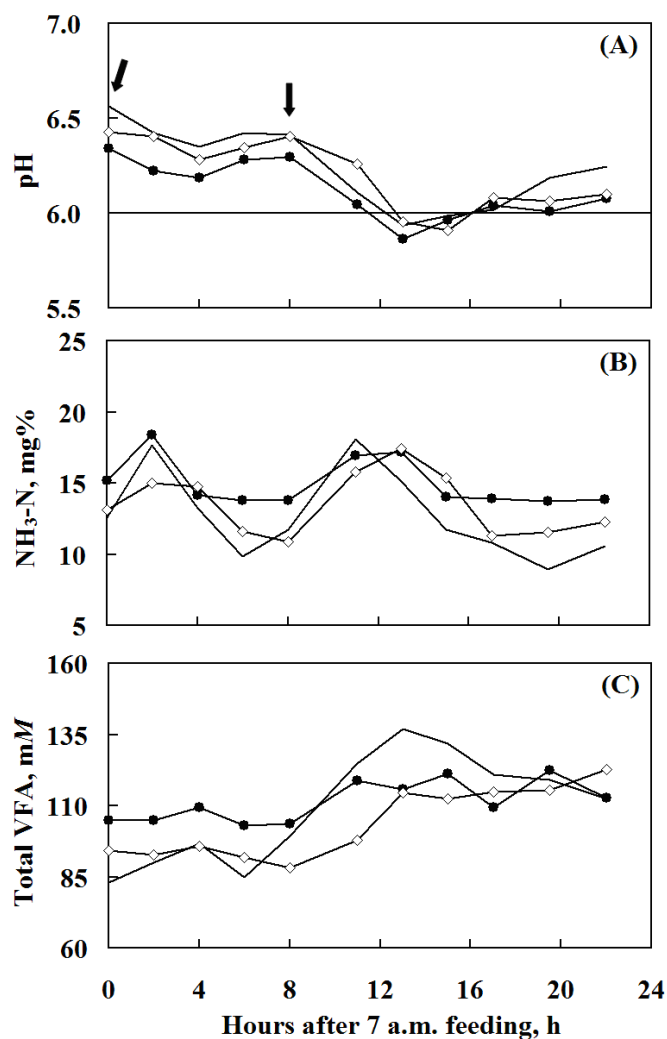 7.0
(A)
6.5
pH
6.0
5.5
25
(B)
20
NH₃-N, mg%
15
10
5
160
(C)
135
Total VFA, mM
110
85
60
0 4 8 12 16 20 24
Hours after 7 a.m. feeding, h